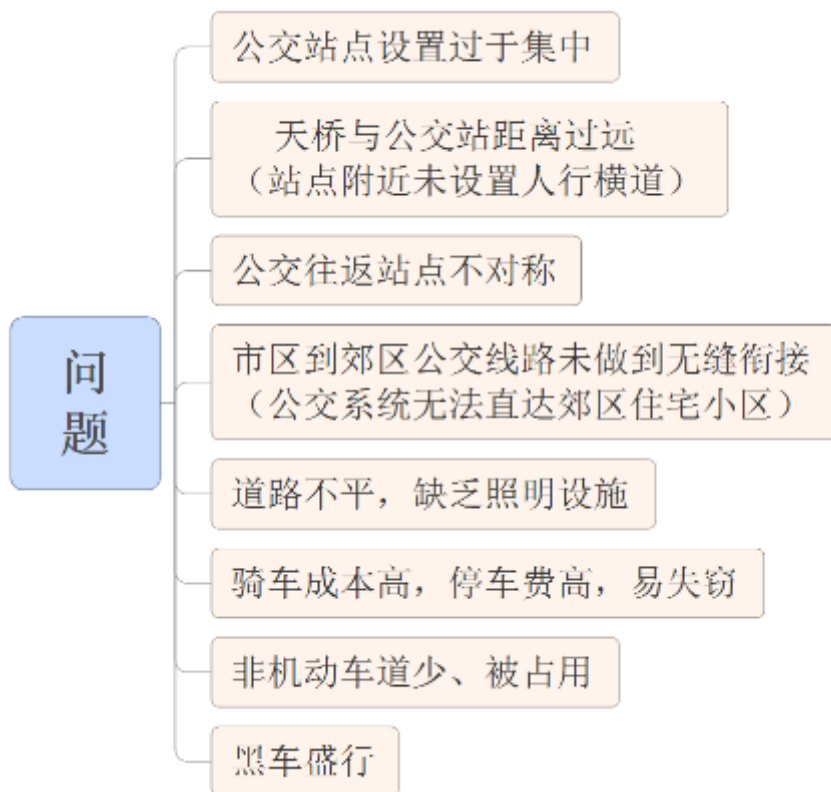 公交站点设置过于集中
天桥与公交站距离过远
（站点附近未设置人行横道）
公交往返站点不对称
问
题
市区到郊区公交线路未做到无缝衔接
（公交系统无法直达郊区住宅小区）
道路不平，缺乏照明设施
骑车成本高，停车费高，易失窃
非机动车道少、被占用
黑车盛行